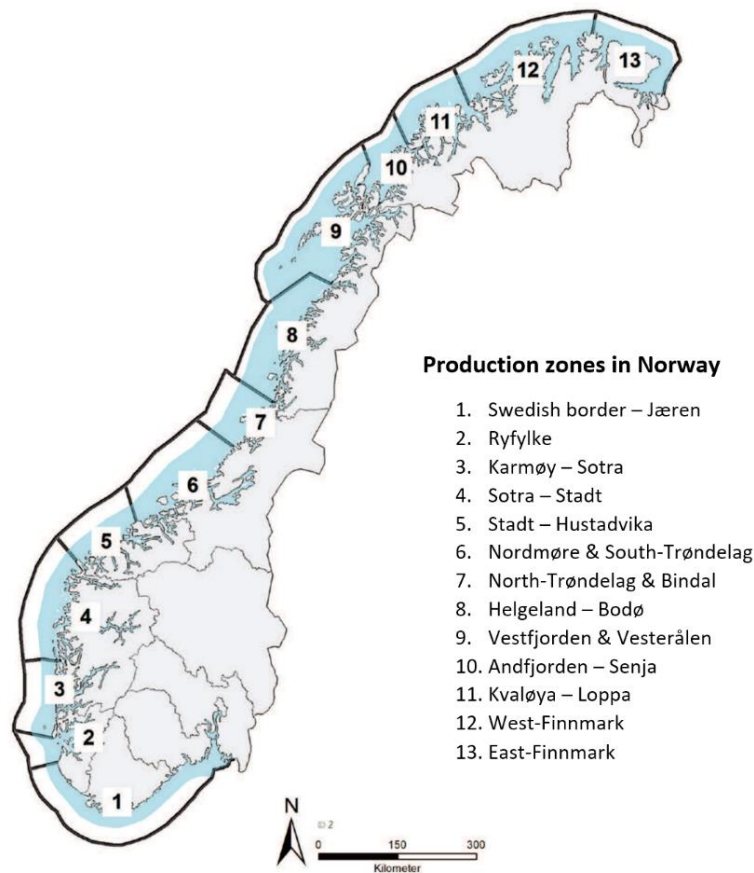 13
12
11
10
9
8
Production zones in Norway
1. Swedish border – Jæren
2. Ryfylke
3. Karmøy – Sotra
4. Sotra – Stadt
5. Stadt – Hustadvika
6. Nordmøre & South-Trøndelag
7. North-Trøndelag & Bindal
8. Helgeland – Bodø
9. Vestfjorden & Vesterålen
10. Andfjorden – Senja
11. Kvaløya – Loppa
12. West-Finnmark
13. East-Finnmark
7
6
5
4
3
2
1
N
ID 2
0 150 300
Kilometer